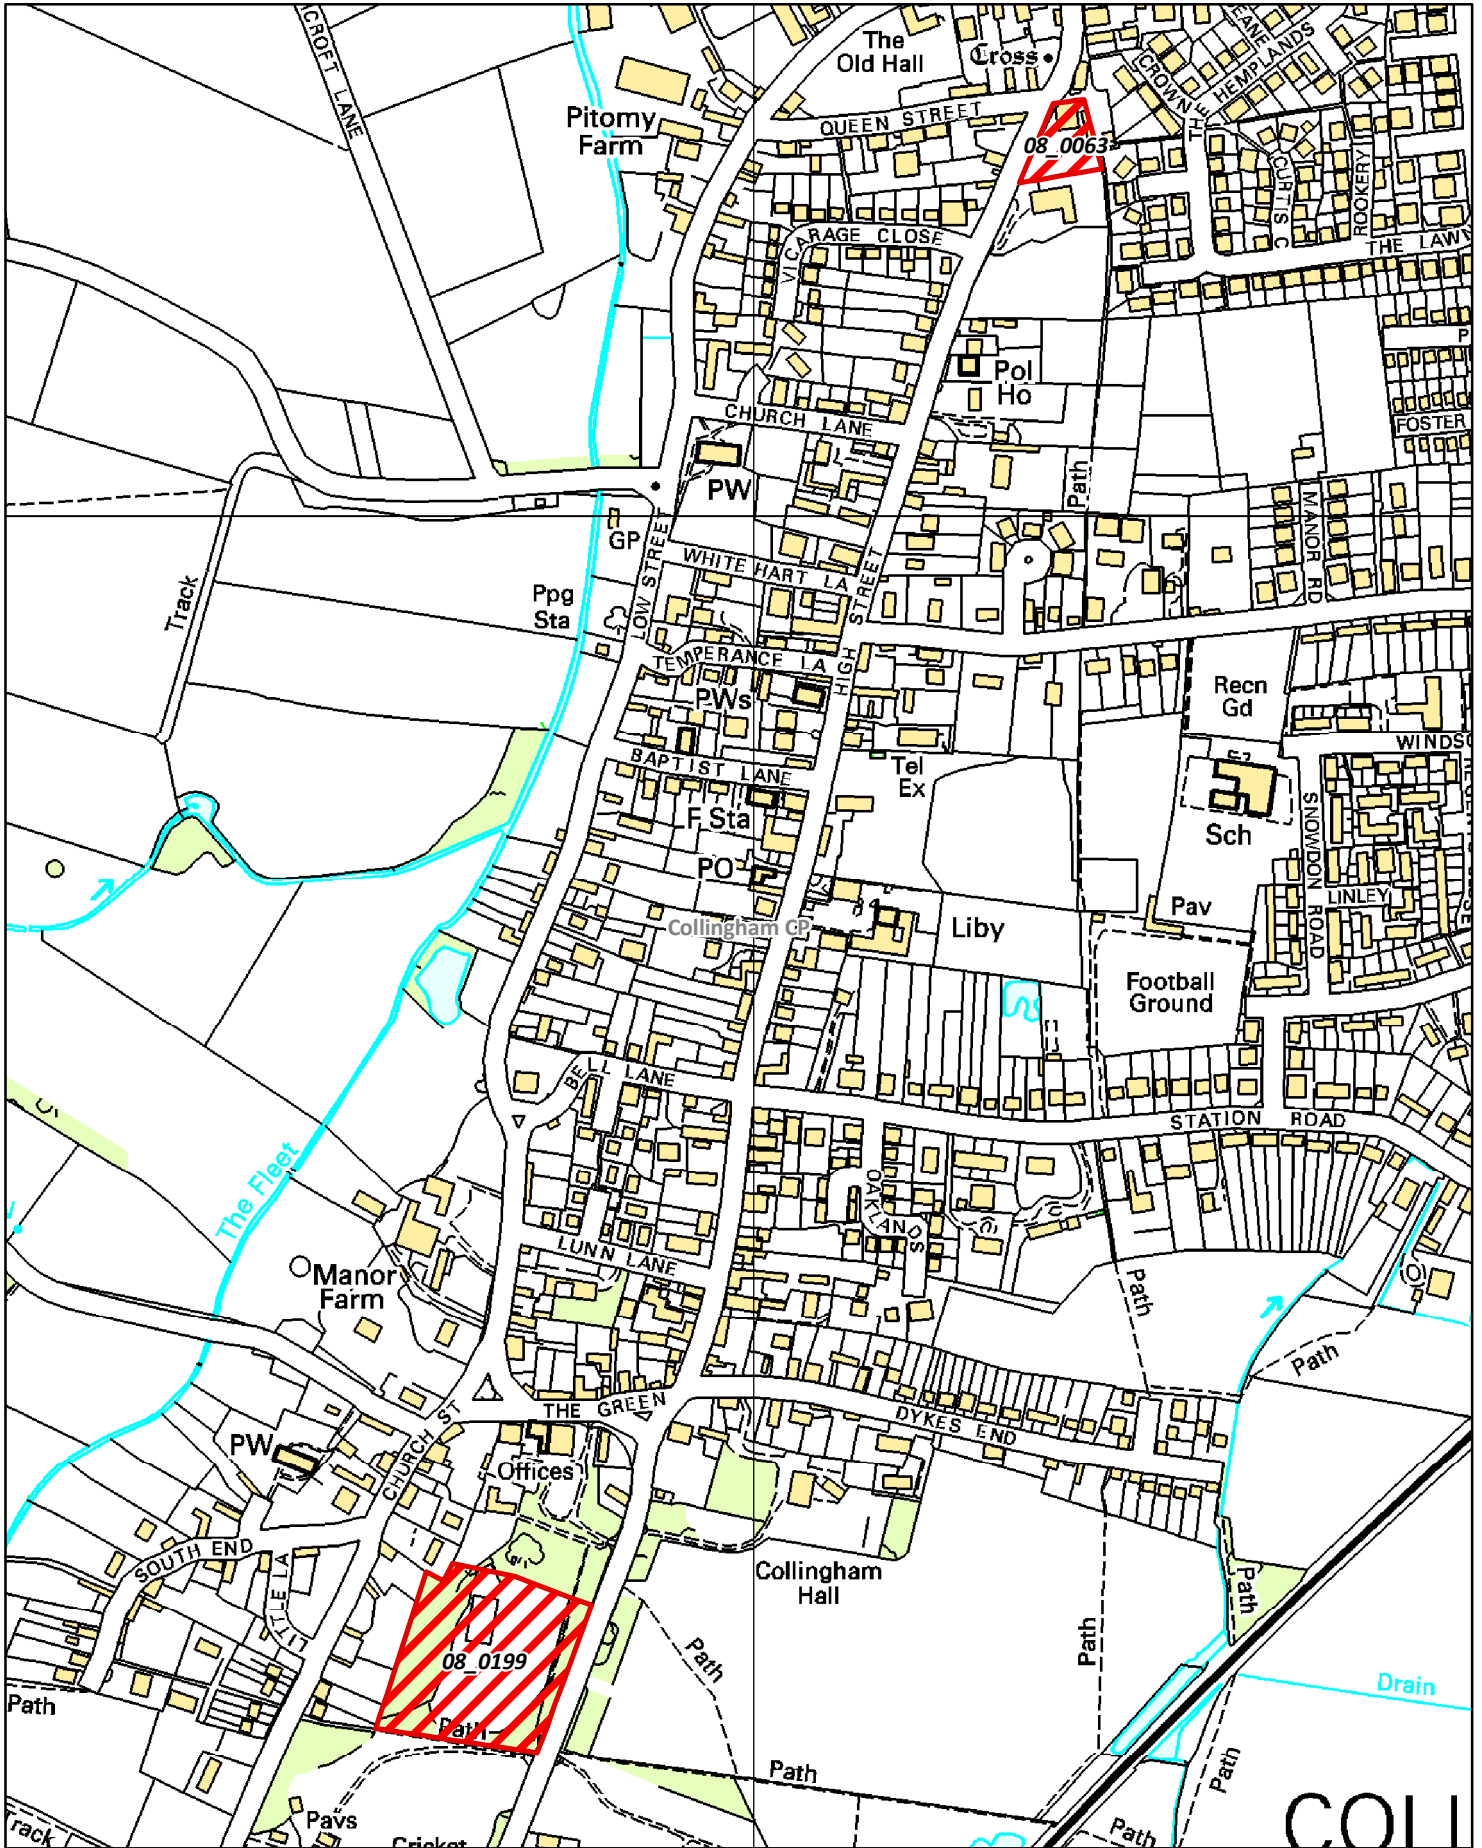 CROFT LANE
The
Old Hall
Cross
CROWN
THE
HEMPLANDS
Pitomy
Farm
QUEEN STREET
08_0063
CURTIS C
ROOKERY
VICARAGE CLOSE
THE LAWN
P
Pol
Ho
CHURCH LANE
FOSTER
PW
Path
MANOR RD
GP
LOW STREET
WHITE HART LA
HIGH STREET
Track
Ppg
Sta
TEMPERANCE LA
PWs
Recn
Gd
WINDSO
BAPTIST LANE
Tel
Ex
F Sta
Sch
SNOWDON ROAD
PO
LINLEY
Pav
Collingham CP
Liby
Football
Ground
BELL LANE
STATION ROAD
The Fleet
OAKLANDS
LUNN LANE
Manor
Farm
Path
Path
THE GREEN
DYKES END
CHURCH ST
PW
Offices
SOUTH END
LITTLE LA
Collingham
Hall
Path
Path
Path
08_0199
Path
Path
Drain
Path
Path
Pavs
Track
Cricket
Path
COLL